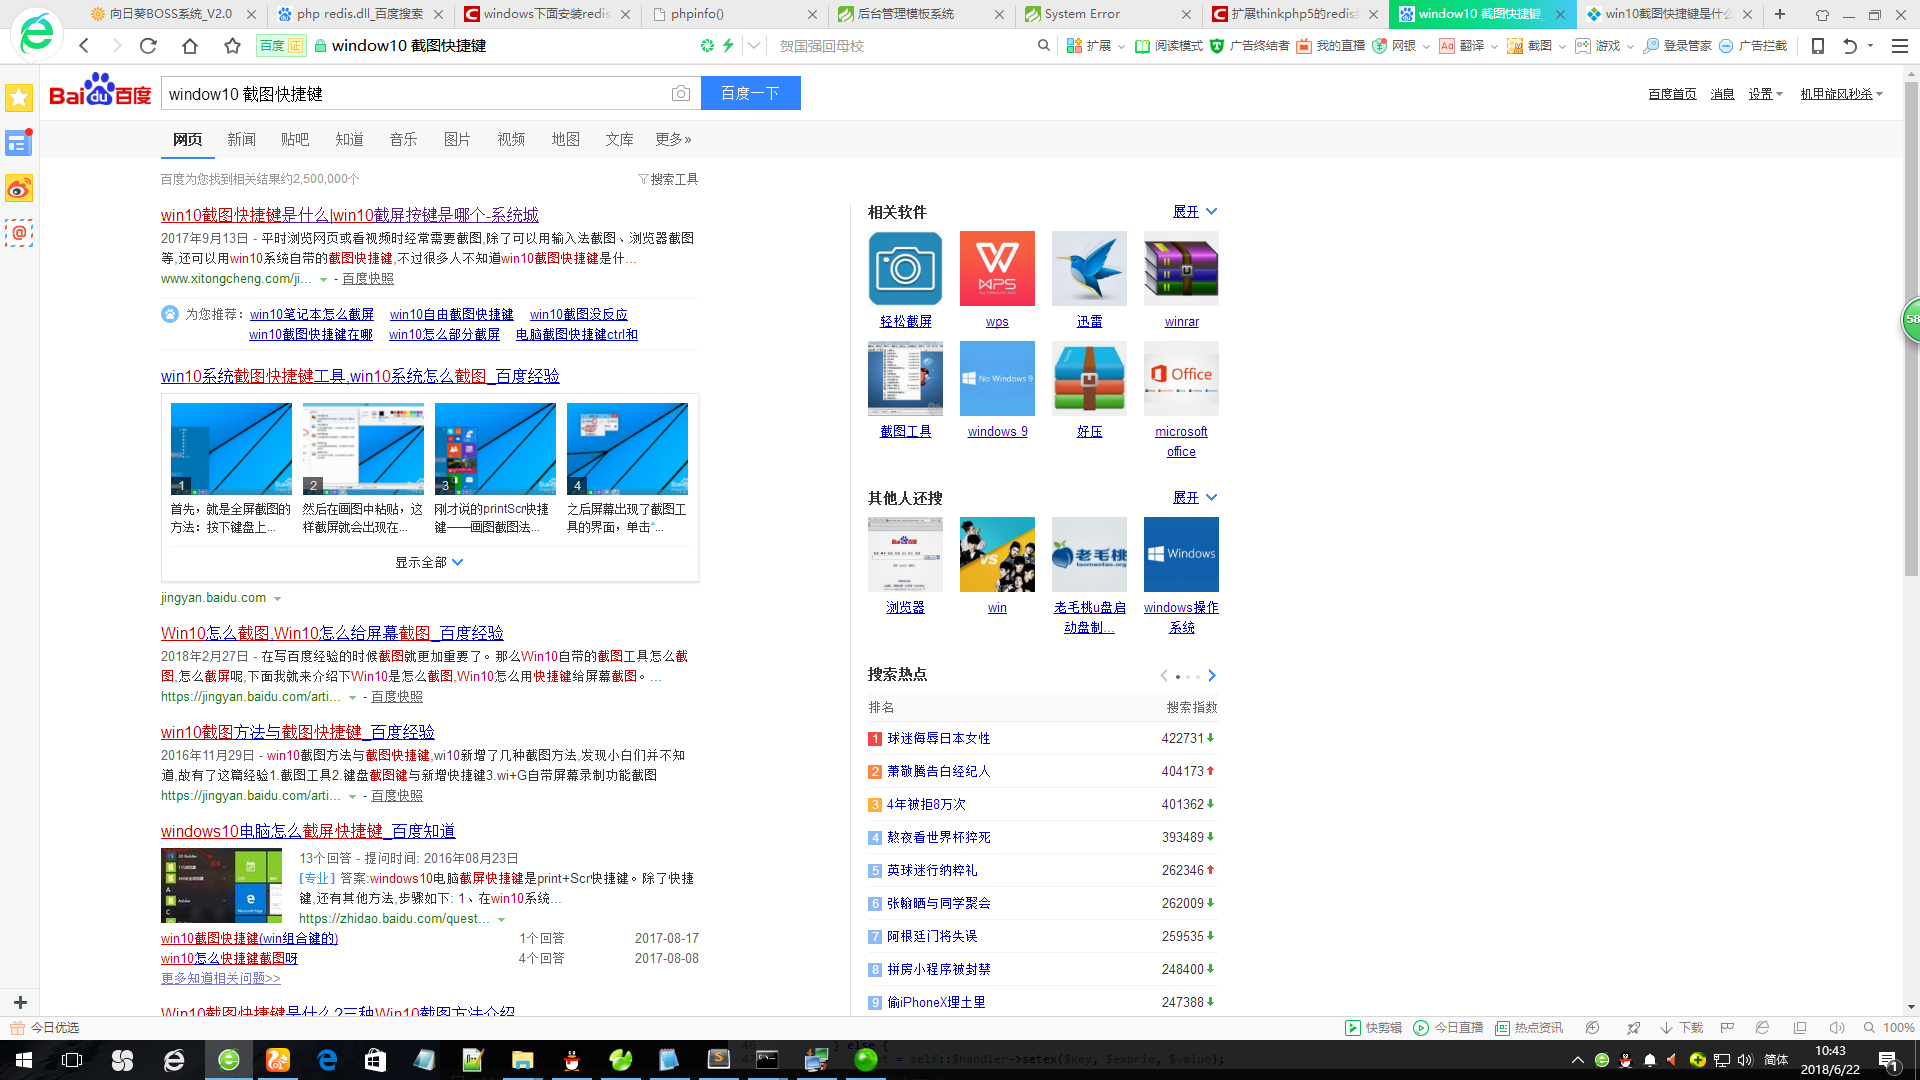 向日葵BOSS系统_V2.0
php redis.dll_百度搜索
windows下面安装redis
phpinfo()
后台管理模板系统
System Error
扩展thinkphp5的redis
window10 截图快捷键_
win10截图快捷键是什么
百度 证 window10 截图快捷键
贺国强回母校
扩展 阅读模式 广告终结者 我的直播 网银 翻译 截图 游戏 登录管家 广告拦截
Bai du 百度
window10 截图快捷键
百度一下
百度首页 消息 设置 机甲旋风秒杀
网页 新闻 贴吧 知道 音乐 图片 视频 地图 文库 更多»
百度为您找到相关结果约2,500,000个
搜索工具
win10截图快捷键是什么|win10截屏按键是哪个-系统城
2017年9月13日 - 平时浏览网页或看视频时经常需要截图,除了可以用输入法截图、浏览器截图
等,还可以用win10系统自带的截图快捷键,不过很多人不知道win10截图快捷键是什...
www.xitongcheng.com/ji... - 百度快照
为您推荐: win10笔记本怎么截屏 win10自由截图快捷键 win10截图没反应
win10截图快捷键在哪 win10怎么部分截屏 电脑截图快捷键ctrl和
win10系统截图快捷键工具,win10系统怎么截图_百度经验
1 2 3 4
首先，就是全屏截图的
方法：按下键盘上...
然后在画图中粘贴，这
样截屏就会出现在...
刚才说的printScr快捷
键——画图截图法...
之后屏幕出现了截图工
具的界面，单击“...
显示全部
jingyan.baidu.com
Win10怎么截图,Win10怎么给屏幕截图_百度经验
2018年2月27日 - 在写百度经验的时候截图就更加重要了。那么Win10自带的截图工具怎么截
图,怎么截屏呢,下面我就来介绍下Win10是怎么截图,Win10怎么用快捷键给屏幕截图。...
https://jingyan.baidu.com/arti... - 百度快照
win10截图方法与截图快捷键_百度经验
2016年11月29日 - win10截图方法与截图快捷键,wi10新增了几种截图方法,发现小白们并不知
道,故有了这篇经验1.截图工具2.键盘截图键与新增快捷键3.wi+G自带屏幕录制功能截图
https://jingyan.baidu.com/arti... - 百度快照
windows10电脑怎么截屏快捷键_百度知道
13个回答 - 提问时间: 2016年08月23日
[专业] 答案:windows10电脑截屏快捷键是print+Scr快捷键。除了快捷
键,还有其他方法,步骤如下: 1、在win10系统...
https://zhidao.baidu.com/quest...
win10截图快捷键(win组合键的) 1个回答 2017-08-17
win10怎么快捷键截图呀 4个回答 2017-08-08
更多知道相关问题>>
Win10截图快捷键是什么?三种Win10截图方法介绍
相关软件 展开
WPS
轻松截屏 wps 迅雷 winrar
No Windows 9
Office
截图工具 windows 9 好压 microsoft
office
其他人还搜 展开
Bai百度
VS
老毛桃
laomaotao.org
Windows
浏览器 win 老毛桃u盘启
动盘制... windows操作
系统
搜索热点
排名 搜索指数
1 球迷侮辱日本女性 422731
2 萧敬腾告白经纪人 404173
3 4年被拒8万次 401362
4 熬夜看世界杯猝死 393489
5 英球迷行纳粹礼 262346
6 张翰晒与同学聚会 262009
7 阿根廷门将失误 259535
8 拼房小程序被封禁 248400
9 偷iPhoneX埋土里 247388
58
今日优选
快剪辑 今日直播 热点资讯 下载 100%
} else {
= self::$handler->setex($key, $exprie, $value);
简体
10:43
2018/6/22
1